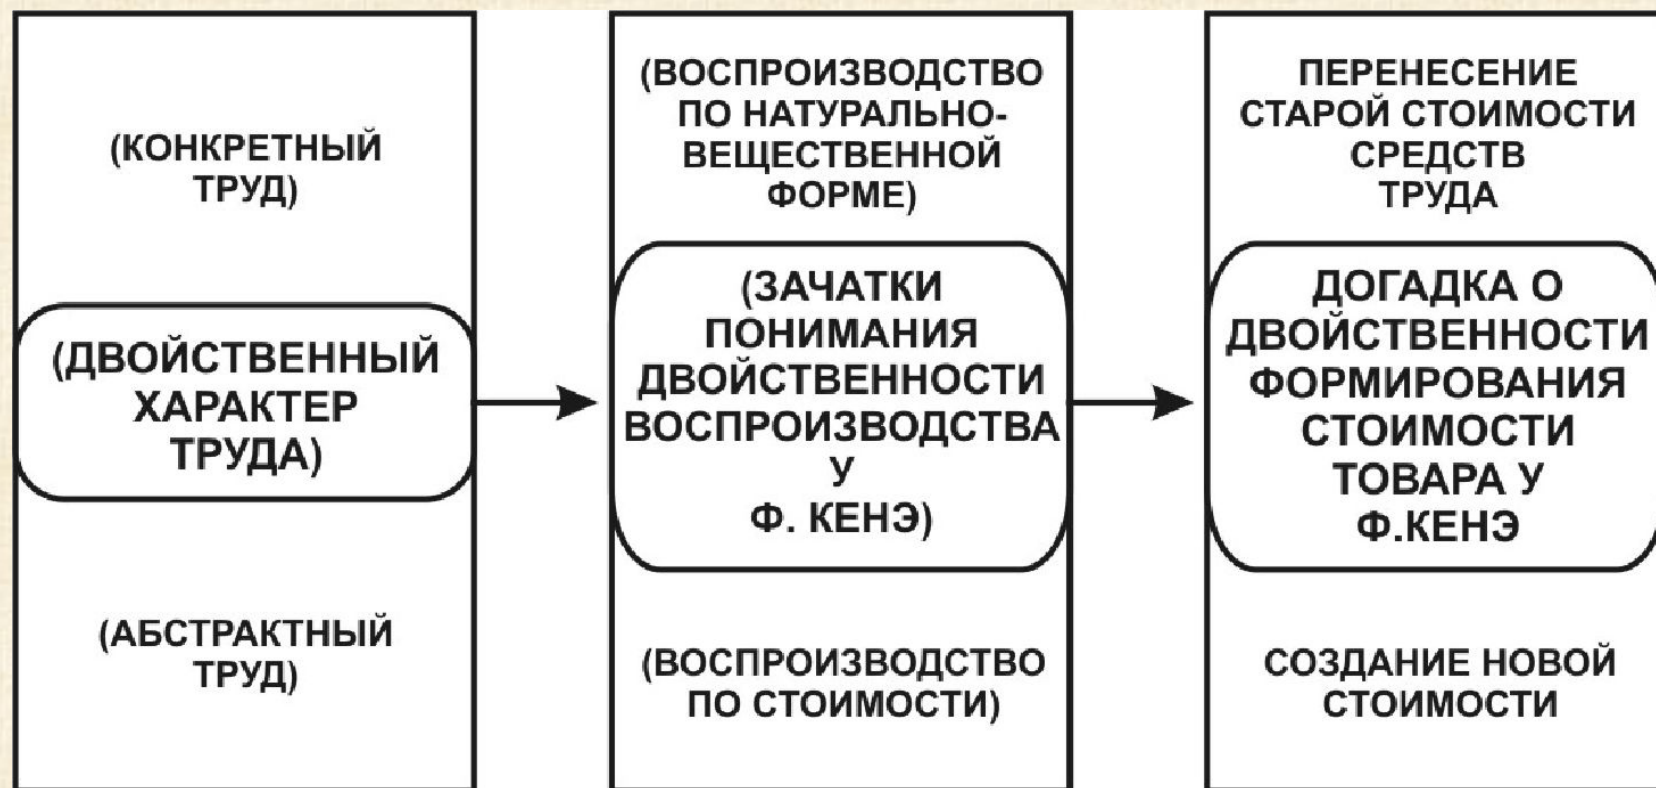 (КОНКРЕТНЫЙ
ТРУД)
(ДВОЙСТВЕННЫЙ
ХАРАКТЕР
ТРУДА)
(АБСТРАКТНЫЙ
ТРУД)
(ВОСПРОИЗВОДСТВО
ПО НАТУРАЛЬНО-
ВЕЩЕСТВЕННОЙ
ФОРМЕ)
(ЗАЧАТКИ
ПОНИМАНИЯ
ДВОЙСТВЕННОСТИ
ВОСПРОИЗВОДСТВА
У
Ф. КЕНЭ)
(ВОСПРОИЗВОДСТВО
ПО СТОИМОСТИ)
ПЕРЕНЕСЕНИЕ
СТАРОЙ СТОИМОСТИ
СРЕДСТВ
ТРУДА
ДОГАДКА О
ДВОЙСТВЕННОСТИ
ФОРМИРОВАНИЯ
СТОИМОСТИ
ТОВАРА У
Ф.КЕНЭ
СОЗДАНИЕ НОВОЙ
СТОИМОСТИ